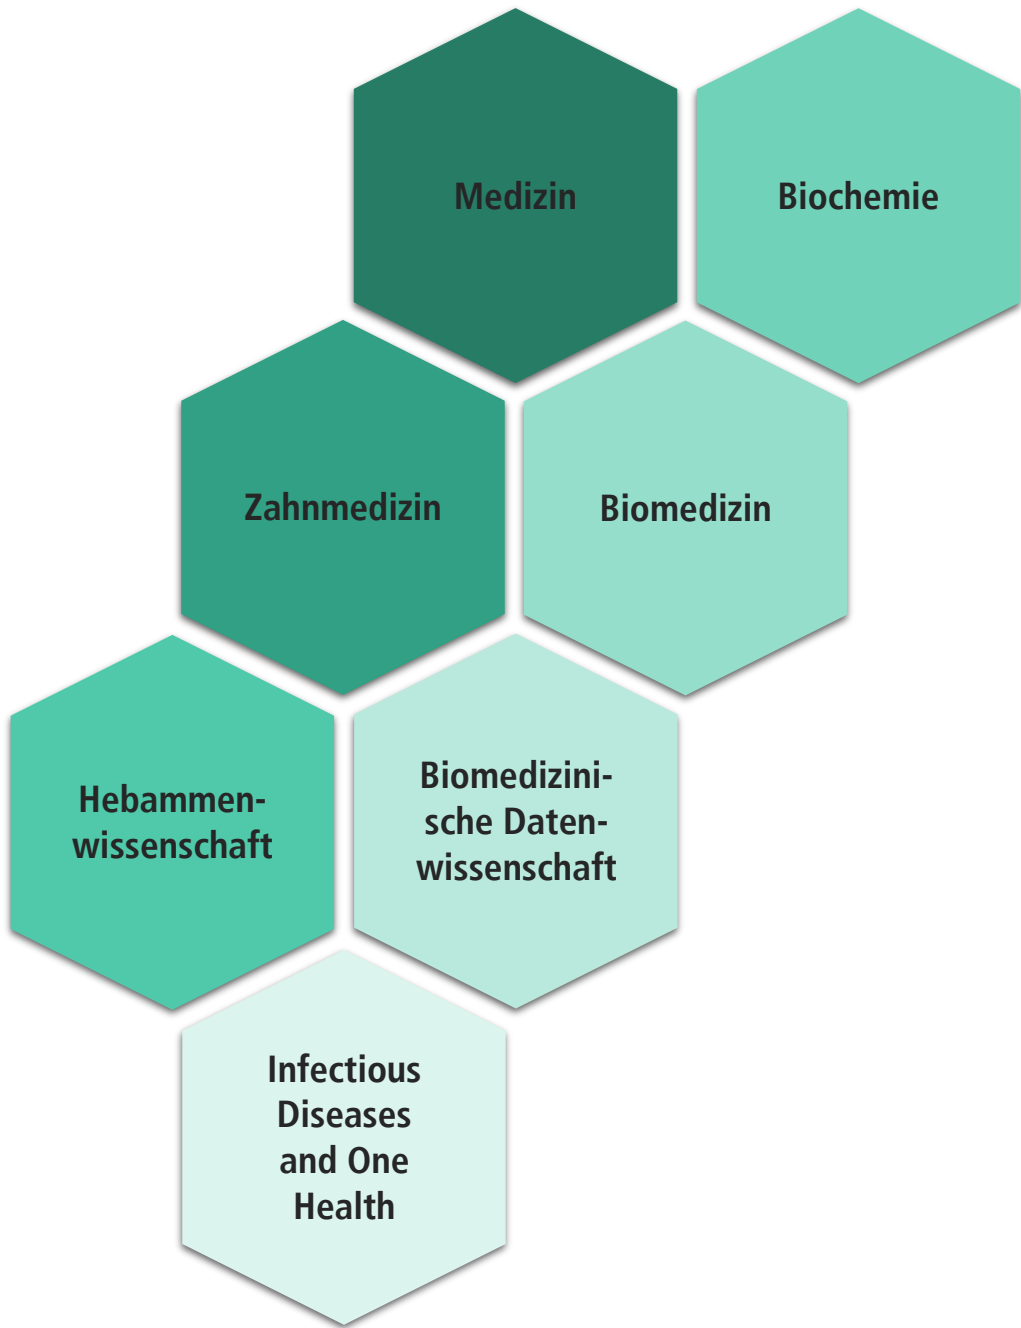 Medizin
Biochemie
Zahnmedizin
Biomedizin
Hebammen-
wissenschaft
Biomedizini-
sche Daten-
wissenschaft
Infectious
Diseases
and One
Health